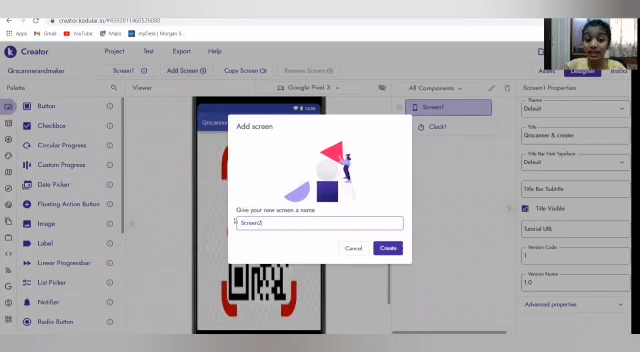 creator.kodular.io/#4592811460526080
Apps
Gmail
YouTube
Maps
myDesk | Morgan S...
Creator
Project
Test
Export
Help
Qrscannerandmaker
Screen1
Add Screen
Copy Screen
Remove Screen
Assets
Designer
Blocks
Palette
Viewer
Google Pixel 3
All Components
Screen1 Properties
Button
Checkbox
Circular Progress
Custom Progress
Date Picker
Floating Action Button
Image
Label
Linear Progressbar
List Picker
Notifier
Radio Button
Add screen
Give your new screen a name
Screen2
Cancel
Create
Screen1
Clock1
Theme
Default
Title
Qrscanner & creater
Title Bar Font Typeface
Default
Title Bar Subtitle
Title Visible
Tutorial URL
Version Code
1
Version Name
1.0
Advanced properties